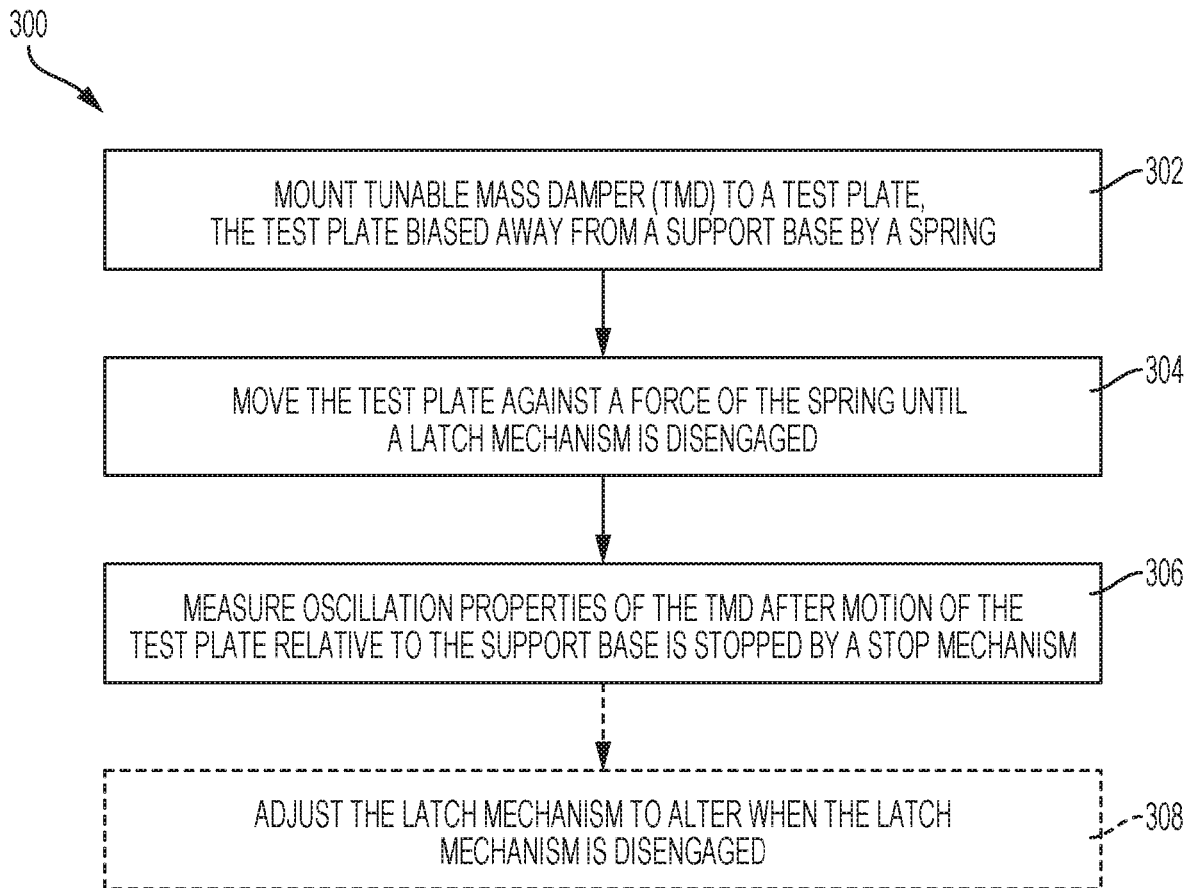 300
MOUNT TUNABLE MASS DAMPER (TMD) TO A TEST PLATE,
THE TEST PLATE BIASED AWAY FROM A SUPPORT BASE BY A SPRING
302
MOVE THE TEST PLATE AGAINST A FORCE OF THE SPRING UNTIL
A LATCH MECHANISM IS DISENGAGED
304
MEASURE OSCILLATION PROPERTIES OF THE TMD AFTER MOTION OF THE
TEST PLATE RELATIVE TO THE SUPPORT BASE IS STOPPED BY A STOP MECHANISM
306
ADJUST THE LATCH MECHANISM TO ALTER WHEN THE LATCH
MECHANISM IS DISENGAGED
308